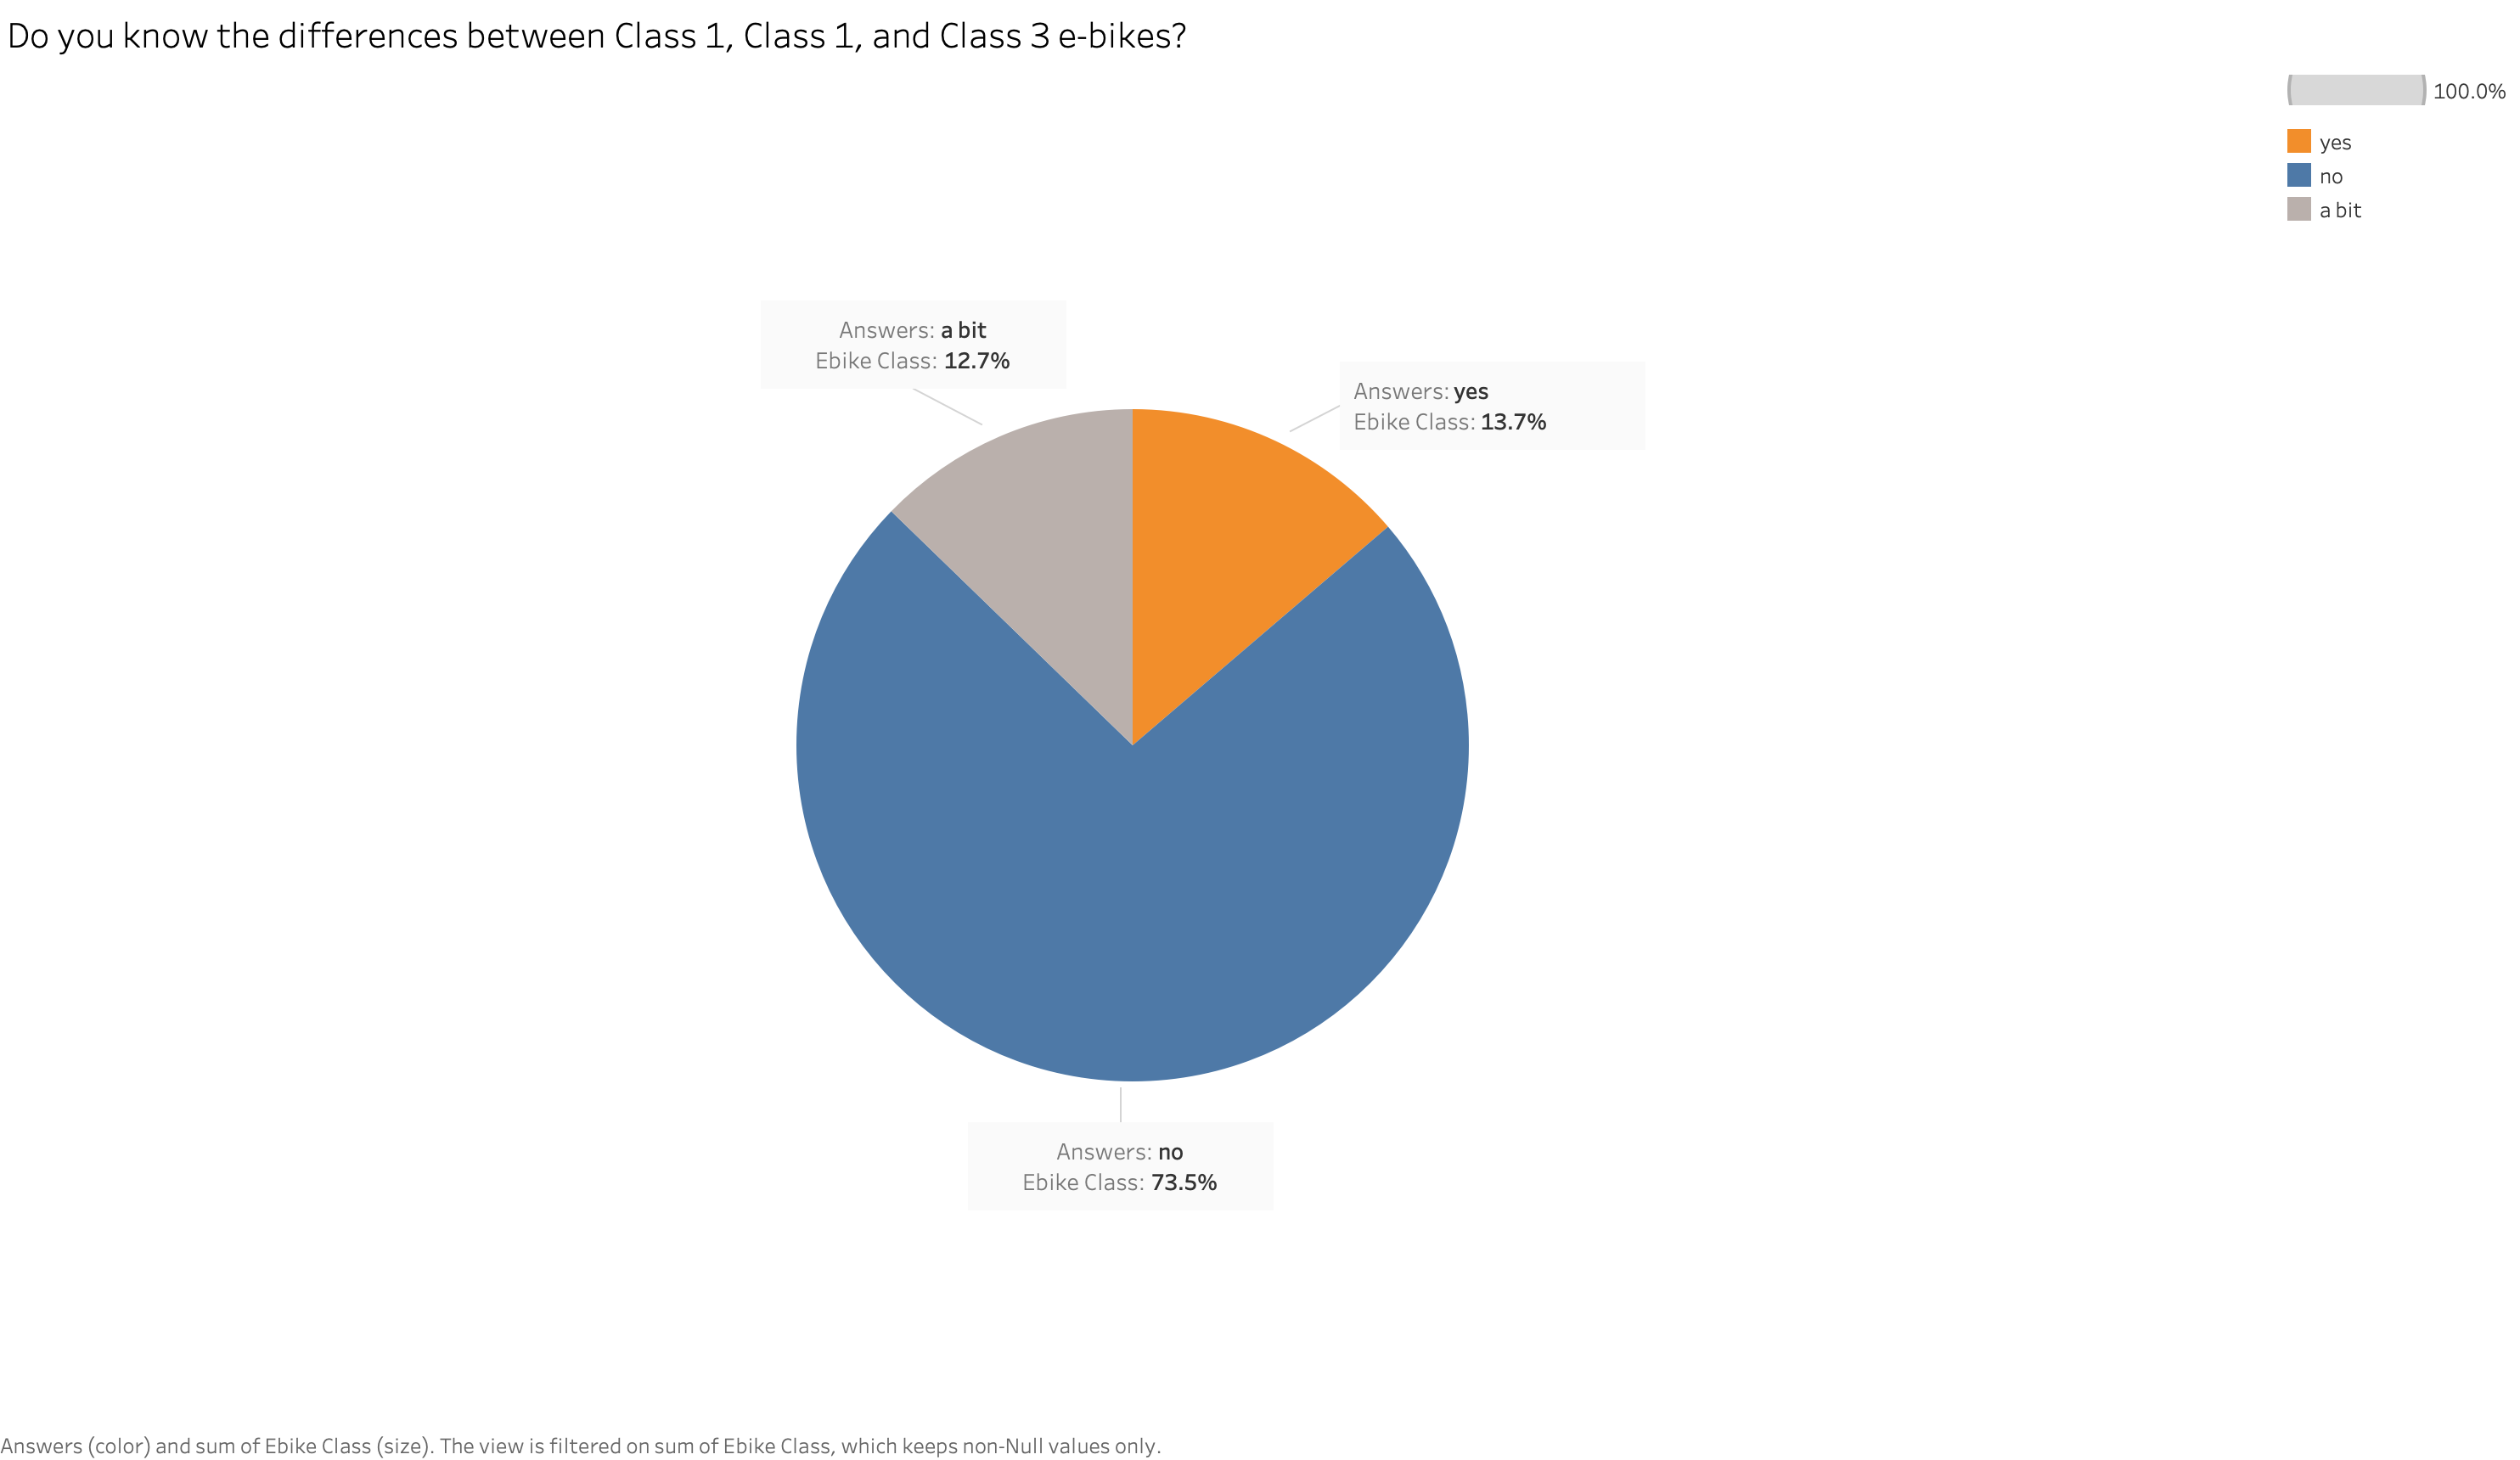 Do you know the differences between Class 1, Class 1, and Class 3 e-bikes?
100.0%
yes
no
a bit
Answers: a bit
Ebike Class: 12.7%
Answers: yes
Ebike Class: 13.7%
Answers: no
Ebike Class: 73.5%
Answers (color) and sum of Ebike Class (size). The view is filtered on sum of Ebike Class, which keeps non-Null values only.